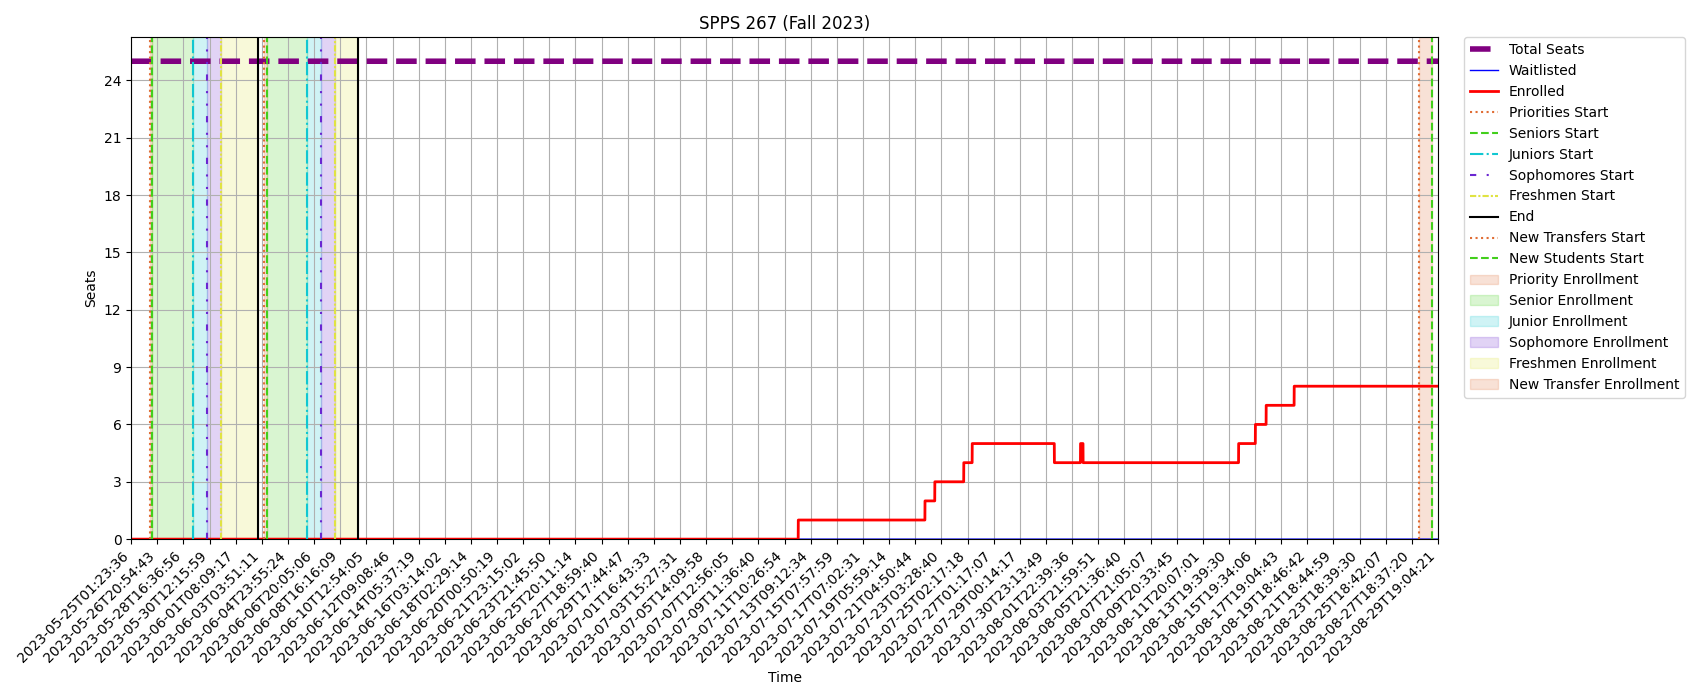 SPPS 267 (Fall 2023)
Seats
24
21
18
15
12
9
6
3
0
2023-05-25T01:23:36
2023-05-26T20:54:43
2023-05-28T16:36:56
2023-05-30T12:15:59
2023-06-01T08:09:17
2023-06-03T03:51:11
2023-06-04T23:55:24
2023-06-06T20:05:06
2023-06-08T16:16:09
2023-06-10T12:54:05
2023-06-12T09:08:46
2023-06-14T05:37:19
2023-06-16T03:14:02
2023-06-18T02:29:14
2023-06-20T00:50:19
2023-06-21T23:15:02
2023-06-23T21:45:50
2023-06-25T20:11:14
2023-06-27T18:59:40
2023-06-29T17:44:47
2023-07-01T16:43:33
2023-07-03T15:27:31
2023-07-05T14:09:58
2023-07-07T12:56:05
2023-07-09T11:36:40
2023-07-11T10:26:54
2023-07-13T09:12:34
2023-07-15T07:57:59
2023-07-17T07:02:31
2023-07-19T05:59:14
2023-07-21T04:50:44
2023-07-23T03:28:40
2023-07-25T02:17:18
2023-07-27T01:17:07
2023-07-29T00:14:17
2023-07-30T23:13:49
2023-08-01T22:39:36
2023-08-03T21:59:51
2023-08-05T21:36:40
2023-08-07T21:05:07
2023-08-09T20:33:45
2023-08-11T20:07:01
2023-08-13T19:39:30
2023-08-15T19:34:06
2023-08-17T19:04:43
2023-08-19T18:46:42
2023-08-21T18:44:59
2023-08-23T18:39:30
2023-08-25T18:42:07
2023-08-27T18:37:20
2023-08-29T19:04:21
Time
Total Seats
Waitlisted
Enrolled
Priorities Start
Seniors Start
Juniors Start
Sophomores Start
Freshmen Start
End
New Transfers Start
New Students Start
Priority Enrollment
Senior Enrollment
Junior Enrollment
Sophomore Enrollment
Freshmen Enrollment
New Transfer Enrollment